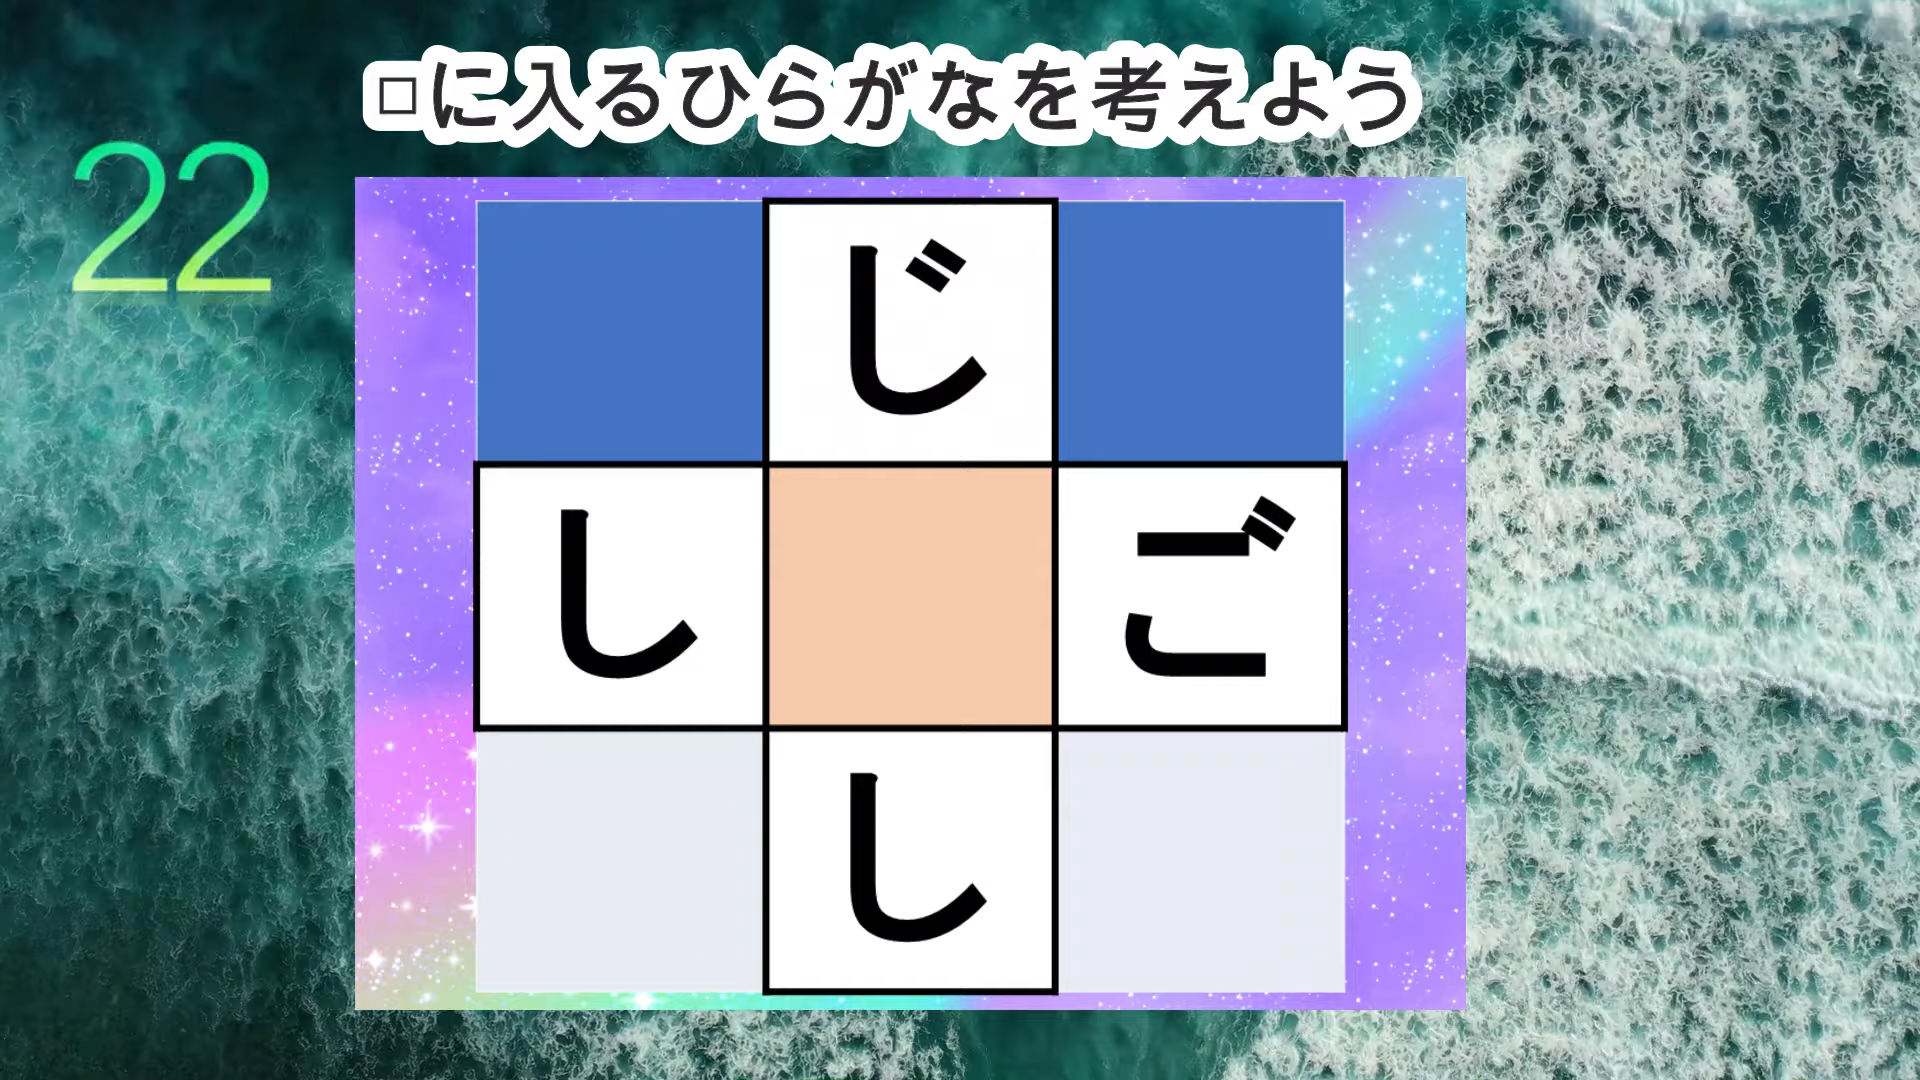 □に入るひらがなを考えよう
22
じ
し ご
し